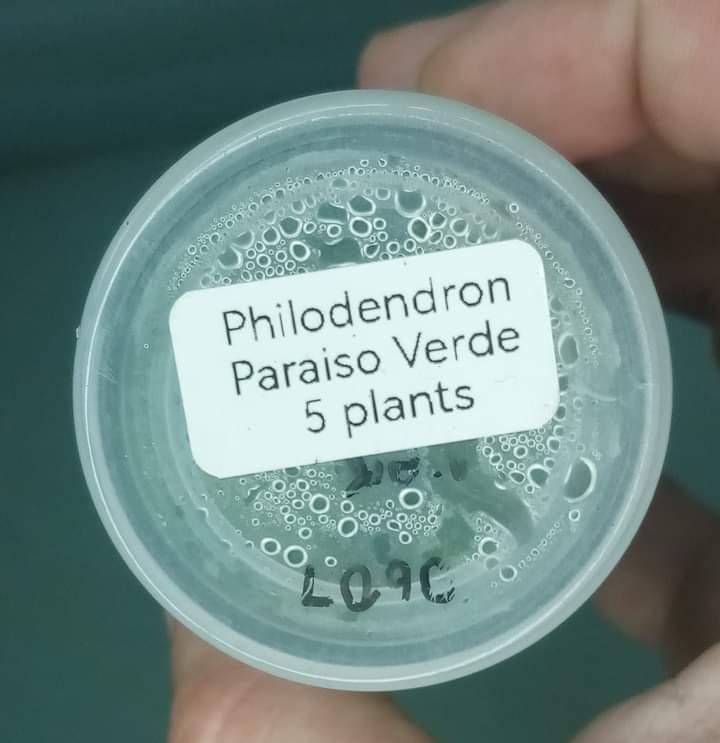 Philodendron
Paraiso Verde
5 plants